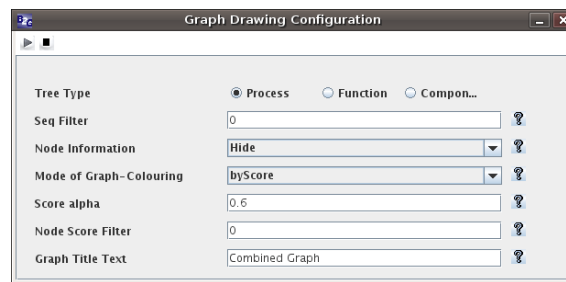 Graph Drawing Configuration
Tree Type Process Function Compon...
Seq Filter 0
Node Information Hide
Mode of Graph-Colouring byScore
Score alpha 0.6
Node Score Filter 0
Graph Title Text Combined Graph